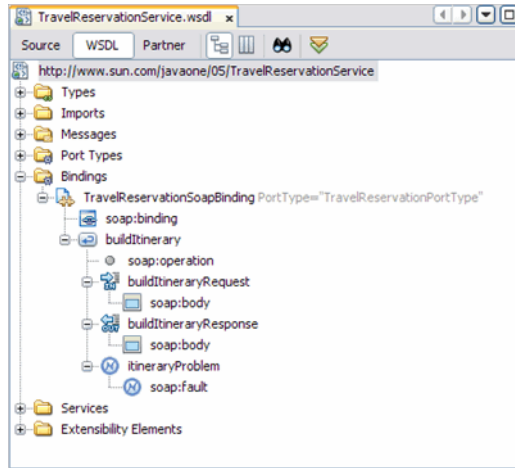 TravelReservationService.wsdl x
Source WSDL Partner
http://www.sun.com/javaone/05/TravelReservationService
Types
Imports
Messages
Port Types
Bindings
TravelReservationSoapBinding PortType="TravelReservationPortType"
soap:binding
buildItinerary
soap:operation
buildItineraryRequest
soap:body
buildItineraryResponse
soap:body
itineraryProblem
soap:fault
Services
Extensibility Elements